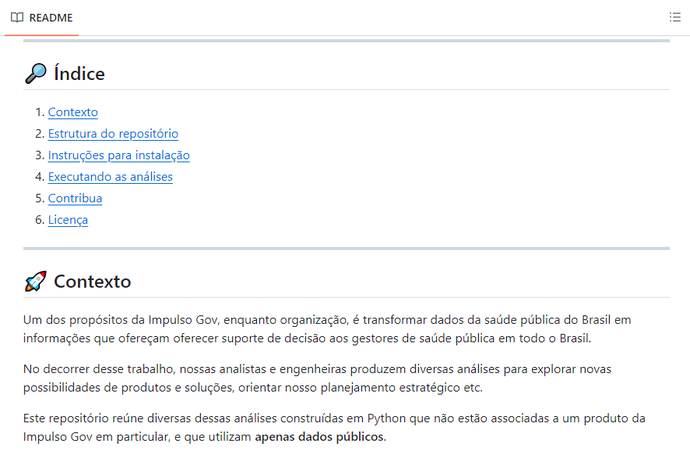 README
🔎 Índice
1. Contexto
2. Estrutura do repositório
3. Instruções para instalação
4. Executando as análises
5. Contribua
6. Licença
🚀 Contexto
Um dos propósitos da Impulso Gov, enquanto organização, é transformar dados da saúde pública do Brasil em
informações que ofereçam oferecer suporte de decisão aos gestores de saúde pública em todo o Brasil.
No decorrer desse trabalho, nossas analistas e engenheiras produzem diversas análises para explorar novas
possibilidades de produtos e soluções, orientar nosso planejamento estratégico etc.
Este repositório reúne diversas dessas análises construídas em Python que não estão associadas a um produto da
Impulso Gov em particular, e que utilizam apenas dados públicos.